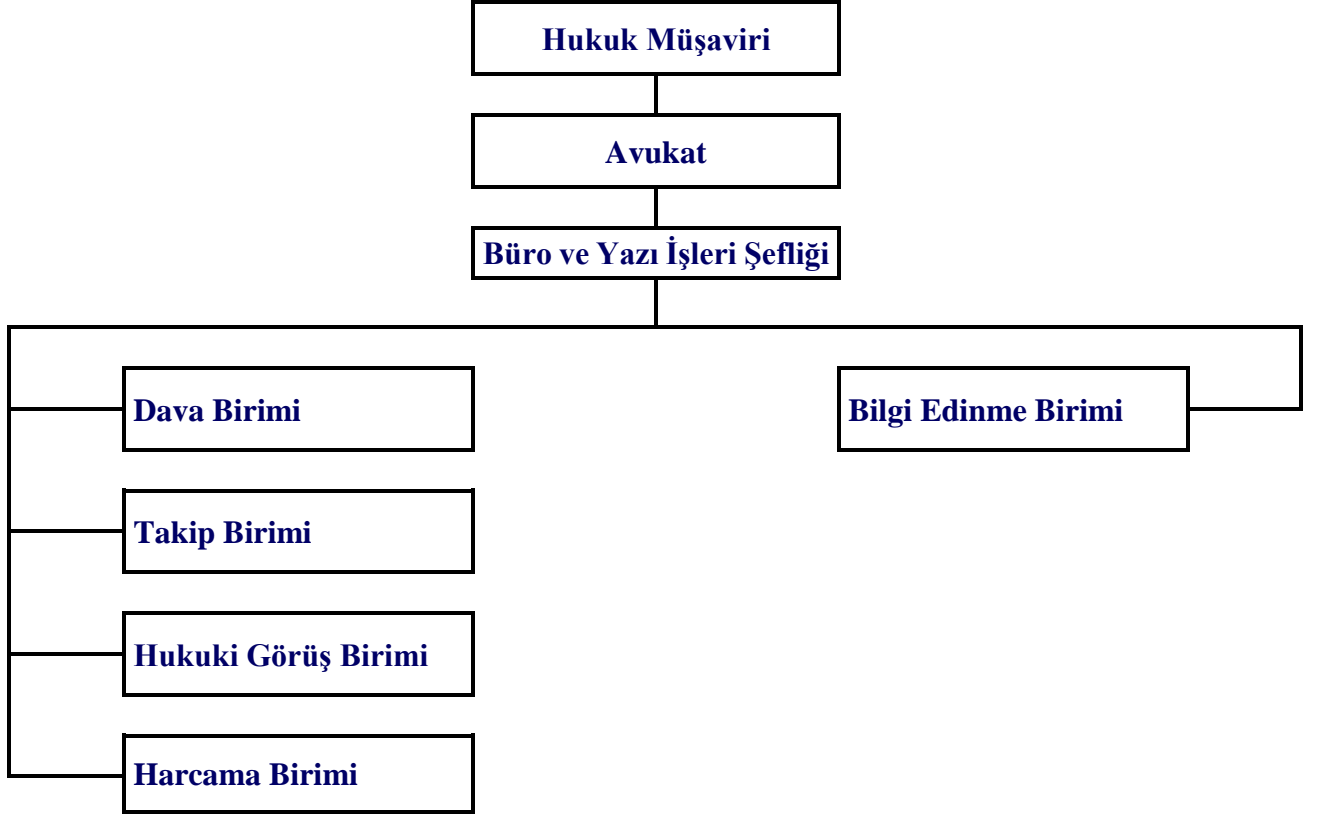 Hukuk Müşaviri
Avukat
Büro ve Yazı İşleri Şefliği
Dava Birimi
Bilgi Edinme Birimi
Takip Birimi
Hukuki Görüş Birimi
Harcama Birimi